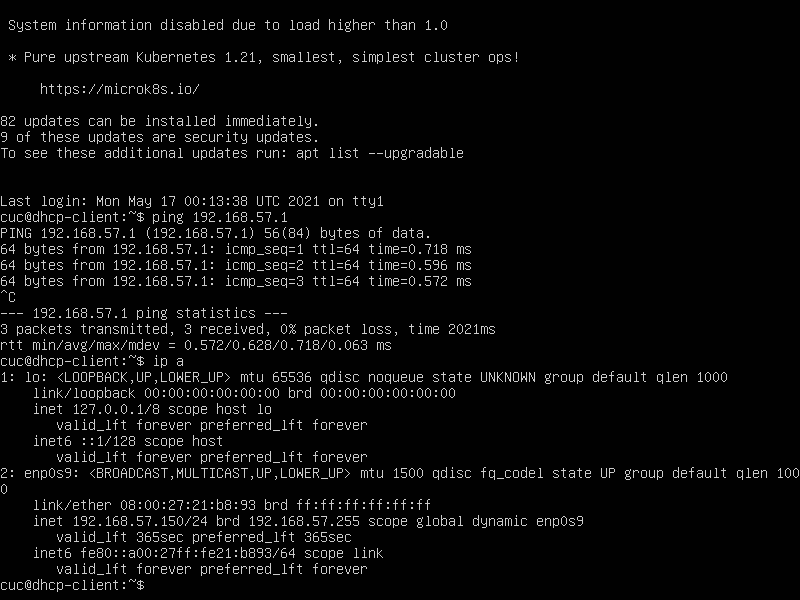 System information disabled due to load higher than 1.0
* Pure upstream Kubernetes 1.21, smallest, simplest cluster ops!
https://microk8s.io/
82 updates can be installed immediately.
9 of these updates are security updates.
To see these additional updates run: apt list --upgradable
Last login: Mon May 17 00:13:38 UTC 2021 on tty1
cuc@dhcp-client:~$ ping 192.168.57.1
PING 192.168.57.1 (192.168.57.1) 56(84) bytes of data.
64 bytes from 192.168.57.1: icmp_seq=1 ttl=64 time=0.718 ms
64 bytes from 192.168.57.1: icmp_seq=2 ttl=64 time=0.596 ms
64 bytes from 192.168.57.1: icmp_seq=3 ttl=64 time=0.572 ms
^C
--- 192.168.57.1 ping statistics ---
3 packets transmitted, 3 received, 0% packet loss, time 2021ms
rtt min/avg/max/mdev = 0.572/0.628/0.718/0.063 ms
cuc@dhcp-client:~$ ip a
1: lo: <LOOPBACK,UP,LOWER_UP> mtu 65536 qdisc noqueue state UNKNOWN group default qlen 1000
link/loopback 00:00:00:00:00:00 brd 00:00:00:00:00:00
inet 127.0.0.1/8 scope host lo
valid_lft forever preferred_lft forever
inet6 ::1/128 scope host
valid_lft forever preferred_lft forever
2: enp0s9: <BROADCAST,MULTICAST,UP,LOWER_UP> mtu 1500 qdisc fq_codel state UP group default qlen 100
0
link/ether 08:00:27:21:b8:93 brd ff:ff:ff:ff:ff:ff
inet 192.168.57.150/24 brd 192.168.57.255 scope global dynamic enp0s9
valid_lft 365sec preferred_lft 365sec
inet6 fe80::a00:27ff:fe21:b893/64 scope link
valid_lft forever preferred_lft forever
cuc@dhcp-client:~$